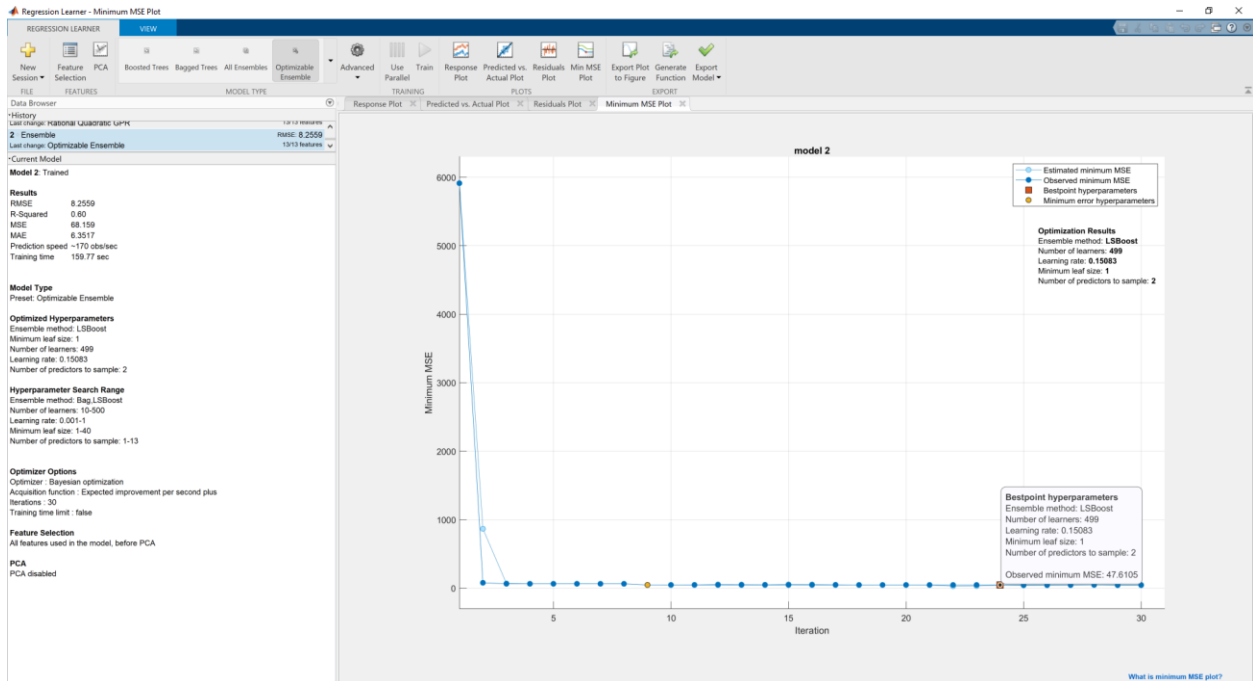 Regression Learner - Minimum MSE Plot
REGRESSION LEARNER VIEW
New Session
Feature Selection
PCA
Boosted Trees
Bagged Trees
All Ensembles
Optimizable Ensemble
Advanced
Use Parallel
Train
Response Plot
Predicted vs. Actual Plot
Residuals Plot
Min MSE Plot
Export Plot to Figure
Generate Function
Export Model
FILE FEATURES MODEL TYPE TRAINING PLOTS EXPORT
Data Browser
Response Plot Predicted vs. Actual Plot Residuals Plot Minimum MSE Plot
History
Last change: Rational Quadratic GPR 13/13 features
2 Ensemble RMSE: 8.2559
Last change: Optimizable Ensemble 13/13 features
Current Model
Model 2: Trained
Results
RMSE 8.2559
R-Squared 0.60
MSE 68.159
MAE 6.3517
Prediction speed ~170 obs/sec
Training time 159.77 sec
Model Type
Preset: Optimizable Ensemble
Optimized Hyperparameters
Ensemble method: LSBoost
Minimum leaf size: 1
Number of learners: 499
Learning rate: 0.15083
Number of predictors to sample: 2
Hyperparameter Search Range
Ensemble method: Bag,LSBoost
Number of learners: 10-500
Learning rate: 0.001-1
Minimum leaf size: 1-40
Number of predictors to sample: 1-13
Optimizer Options
Optimizer : Bayesian optimization
Acquisition function : Expected improvement per second plus
Iterations : 30
Training time limit : false
Feature Selection
All features used in the model, before PCA
PCA
PCA disabled
model 2
Estimated minimum MSE
Observed minimum MSE
Bestpoint hyperparameters
Minimum error hyperparameters
Optimization Results
Ensemble method: LSBoost
Number of learners: 499
Learning rate: 0.15083
Minimum leaf size: 1
Number of predictors to sample: 2
Minimum MSE
6000
5000
4000
3000
2000
1000
0
Bestpoint hyperparameters
Ensemble method: LSBoost
Number of learners: 499
Learning rate: 0.15083
Minimum leaf size: 1
Number of predictors to sample: 2
Observed minimum MSE: 47.6105
5 10 15 20 25 30
Iteration
What is minimum MSE plot?